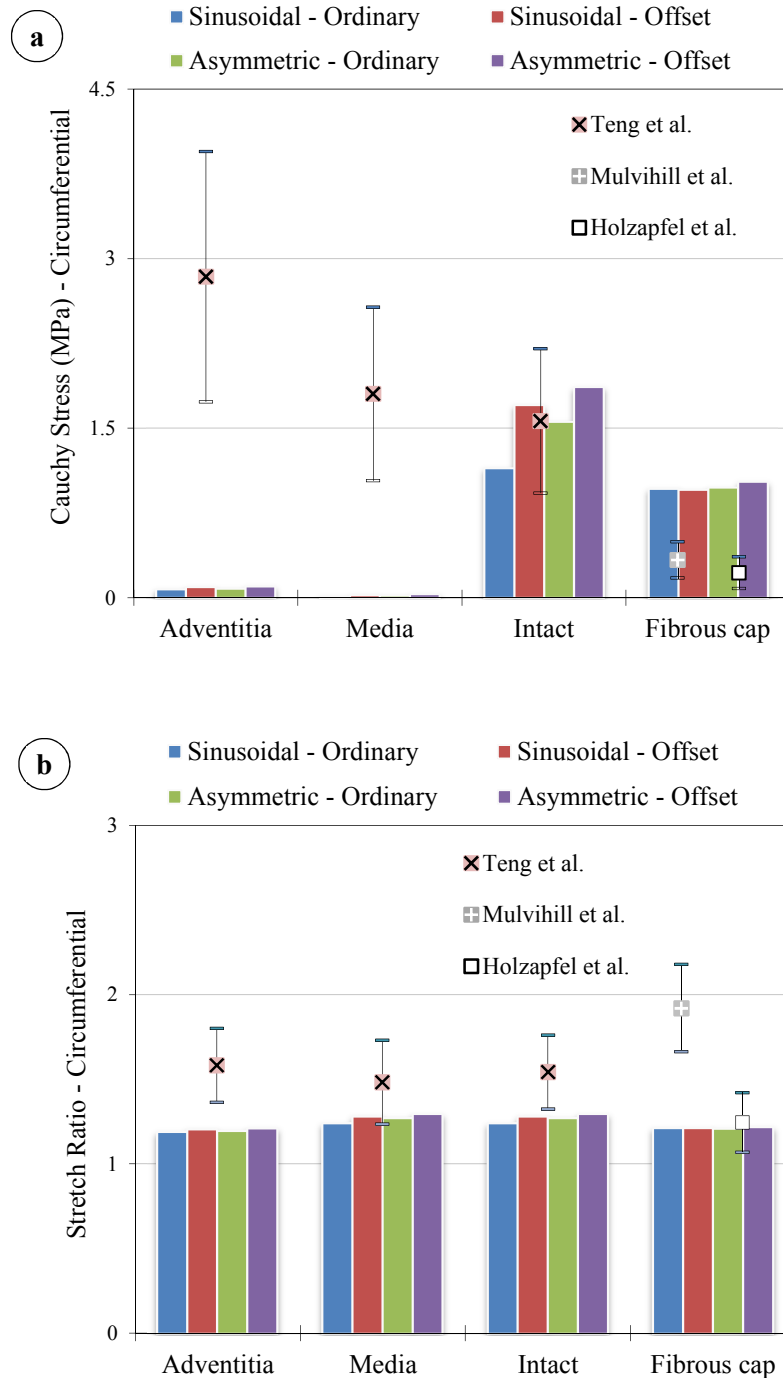 a
Sinusoidal - Ordinary
Sinusoidal - Offset
Asymmetric - Ordinary
Asymmetric - Offset
Cauchy Stress (MPa) - Circumferential
4.5
3
1.5
0
Teng et al.
Mulvihill et al.
Holzapfel et al.
Adventitia
Media
Intact
Fibrous cap
b
Sinusoidal - Ordinary
Sinusoidal - Offset
Asymmetric - Ordinary
Asymmetric - Offset
Stretch Ratio - Circumferential
3
2
1
0
Teng et al.
Mulvihill et al.
Holzapfel et al.
Adventitia
Media
Intact
Fibrous cap